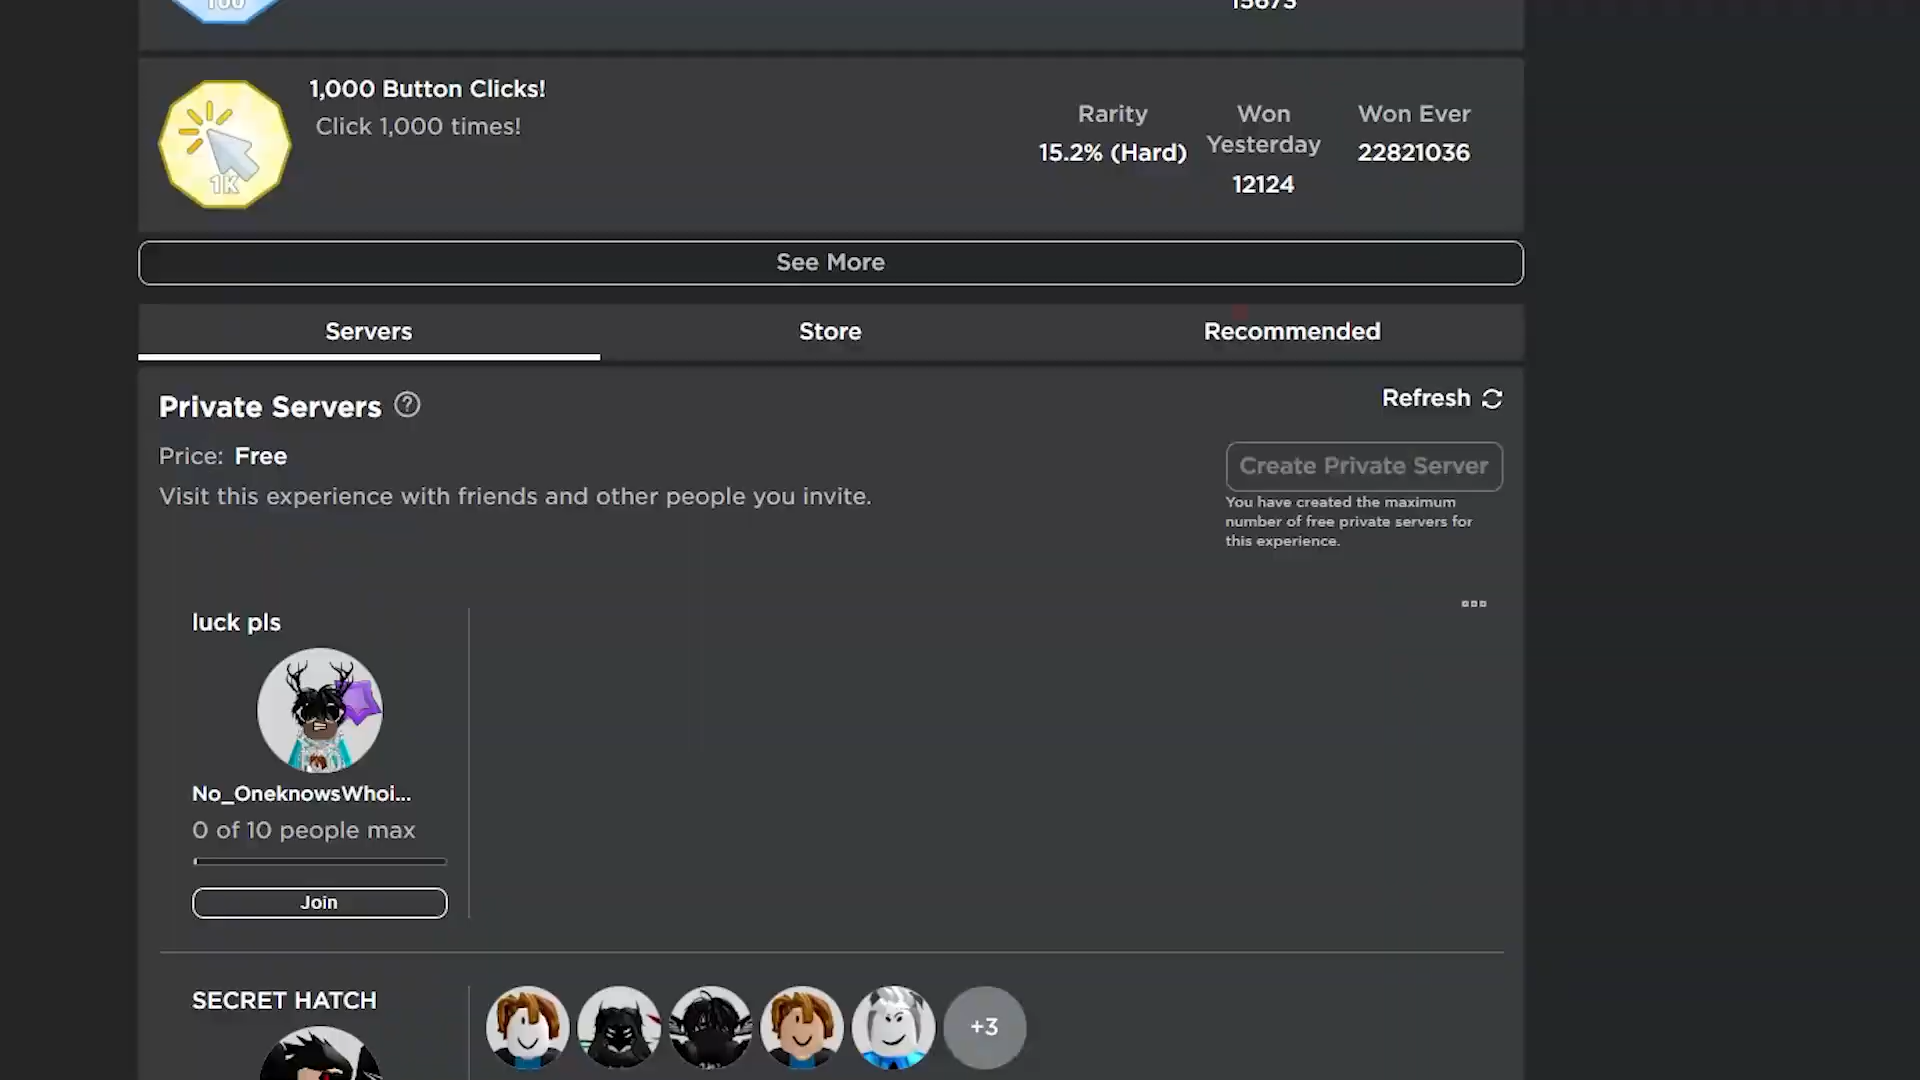 100
15673
1,000 Button Clicks!
Click 1,000 times!
1K
Rarity
15.2% (Hard)
Won
Yesterday
12124
Won Ever
22821036
See More
Servers
Store
Recommended
Private Servers
Refresh
Price: Free
Visit this experience with friends and other people you invite.
Create Private Server
You have created the maximum
number of free private servers for
this experience.
luck pls
No_OneknowsWhoi...
0 of 10 people max
Join
SECRET HATCH
+3